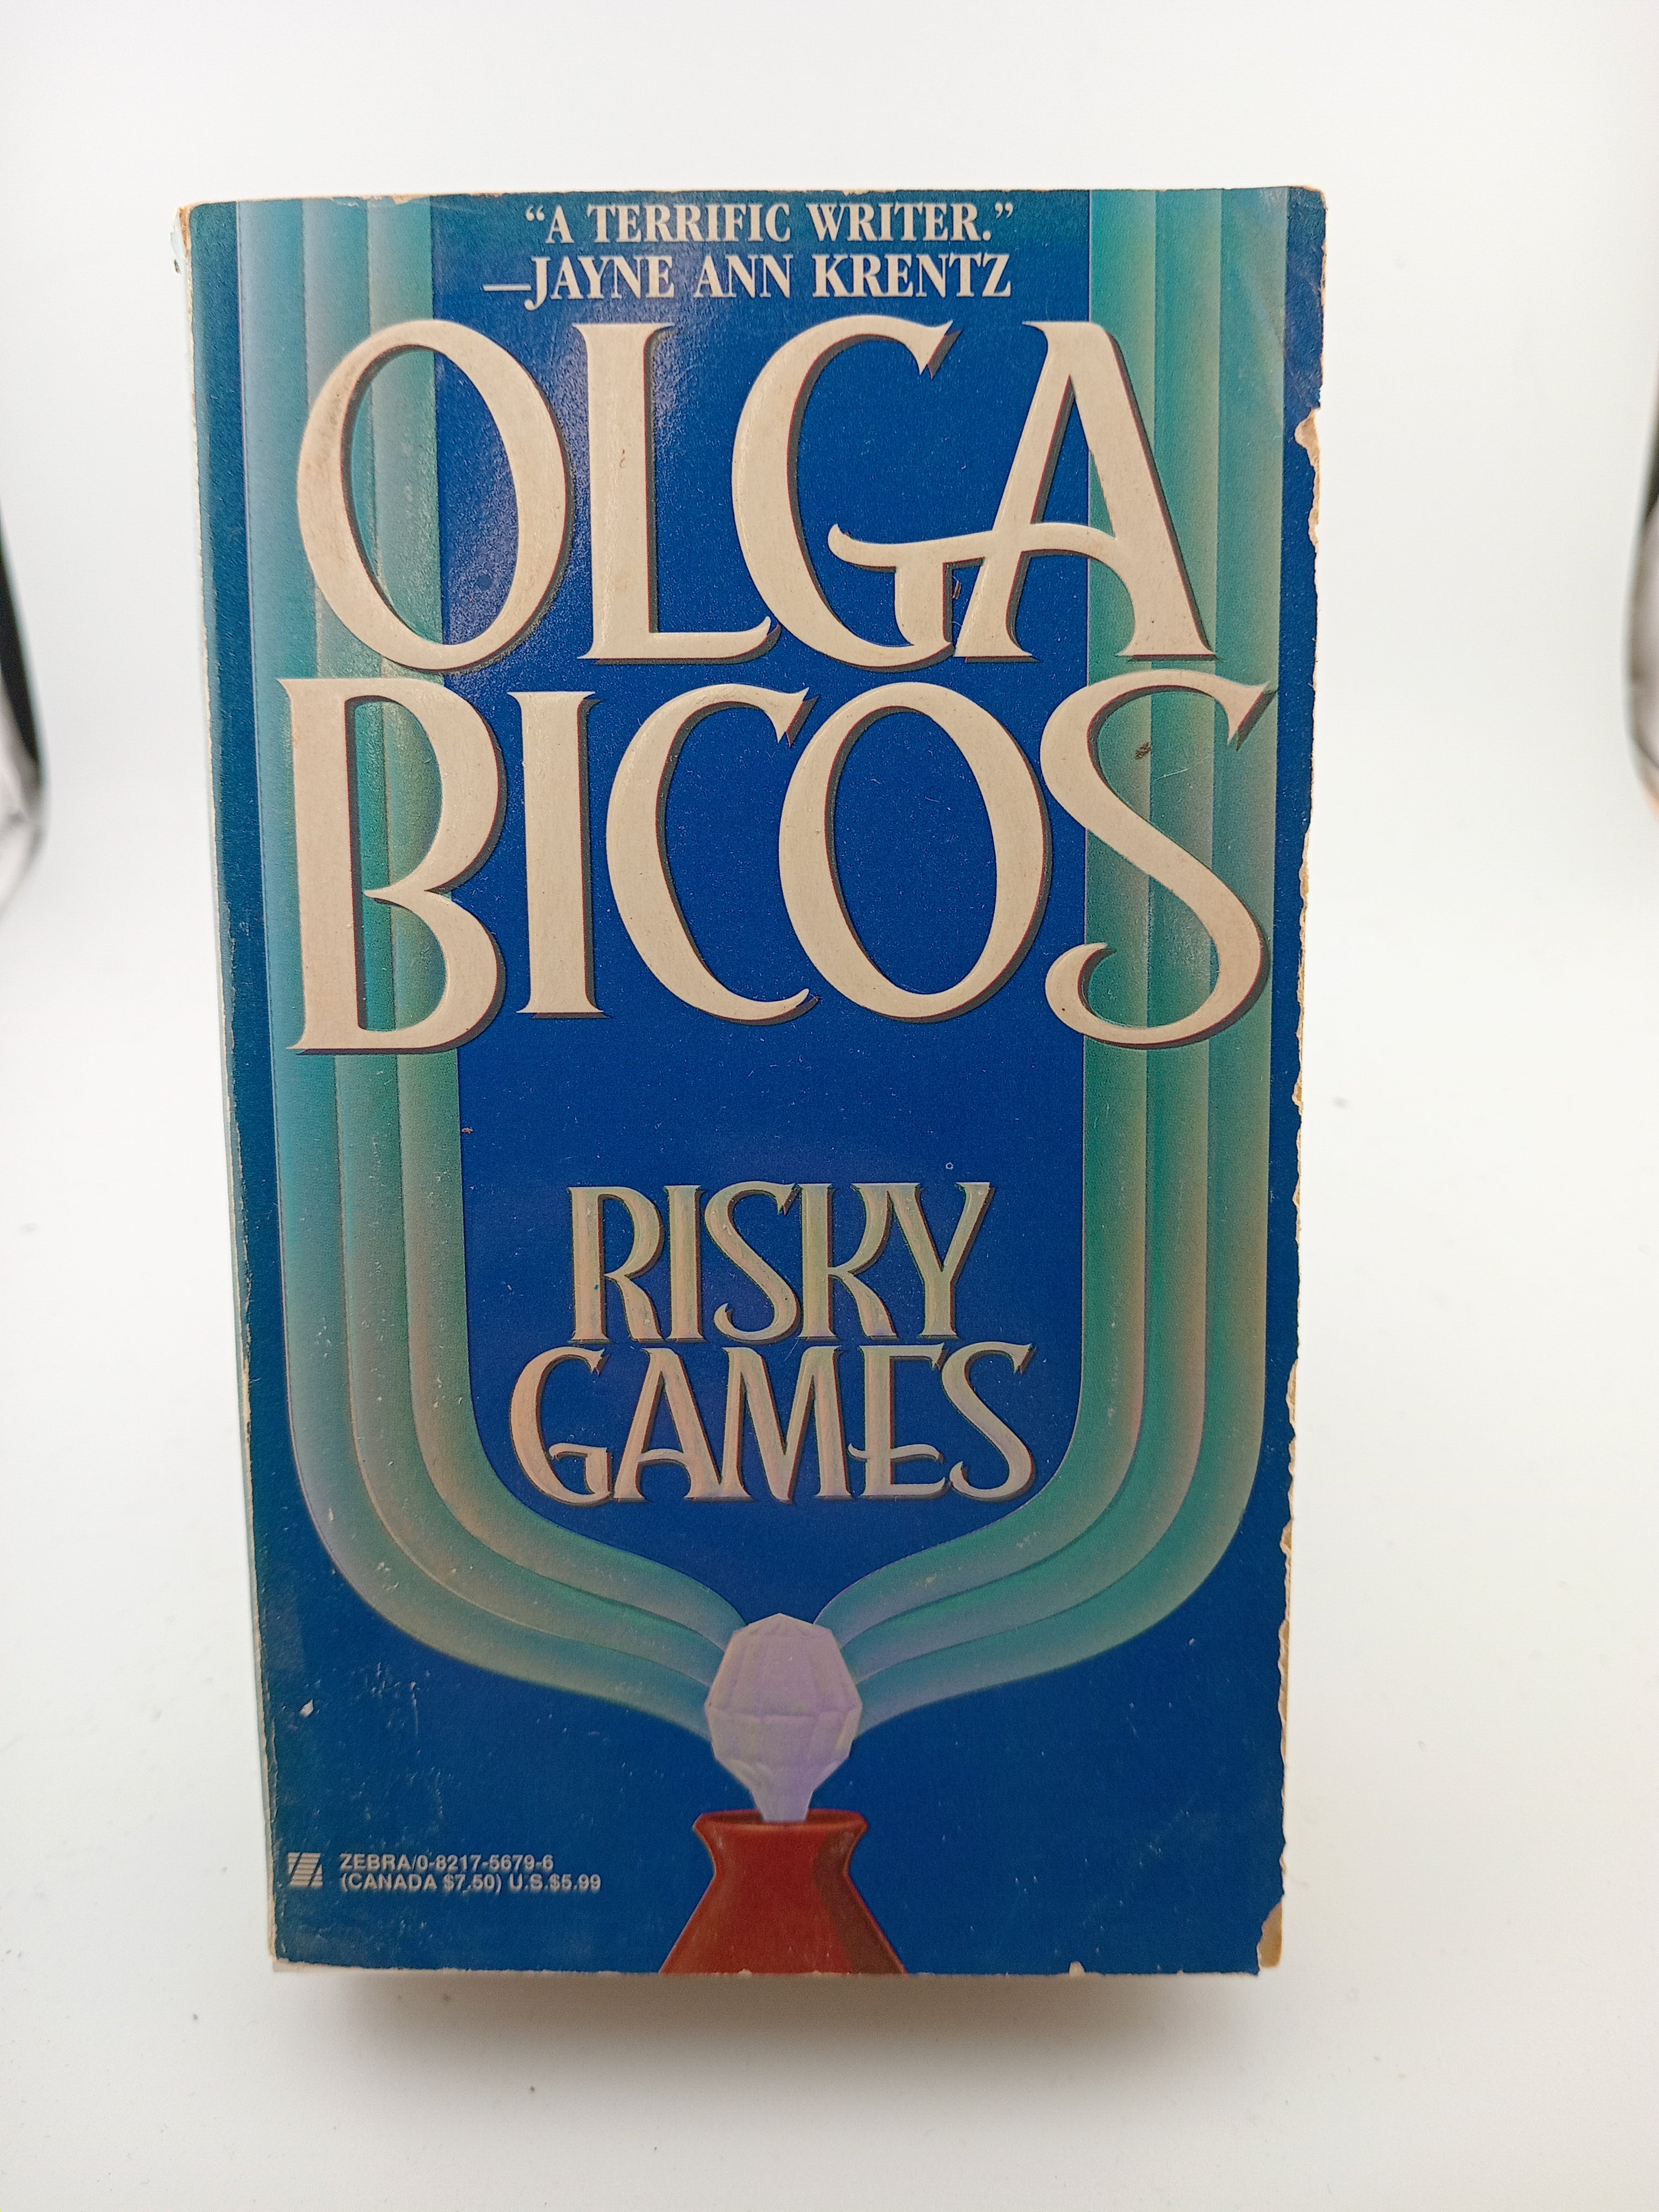 “A TERRIFIC WRITER.”
—JAYNE ANN KRENTZ
OLGA
BICOS
RISKY
GAMES
ZEBRA/0-8217-5679-6
(CANADA $7.50) U.S.$5.99